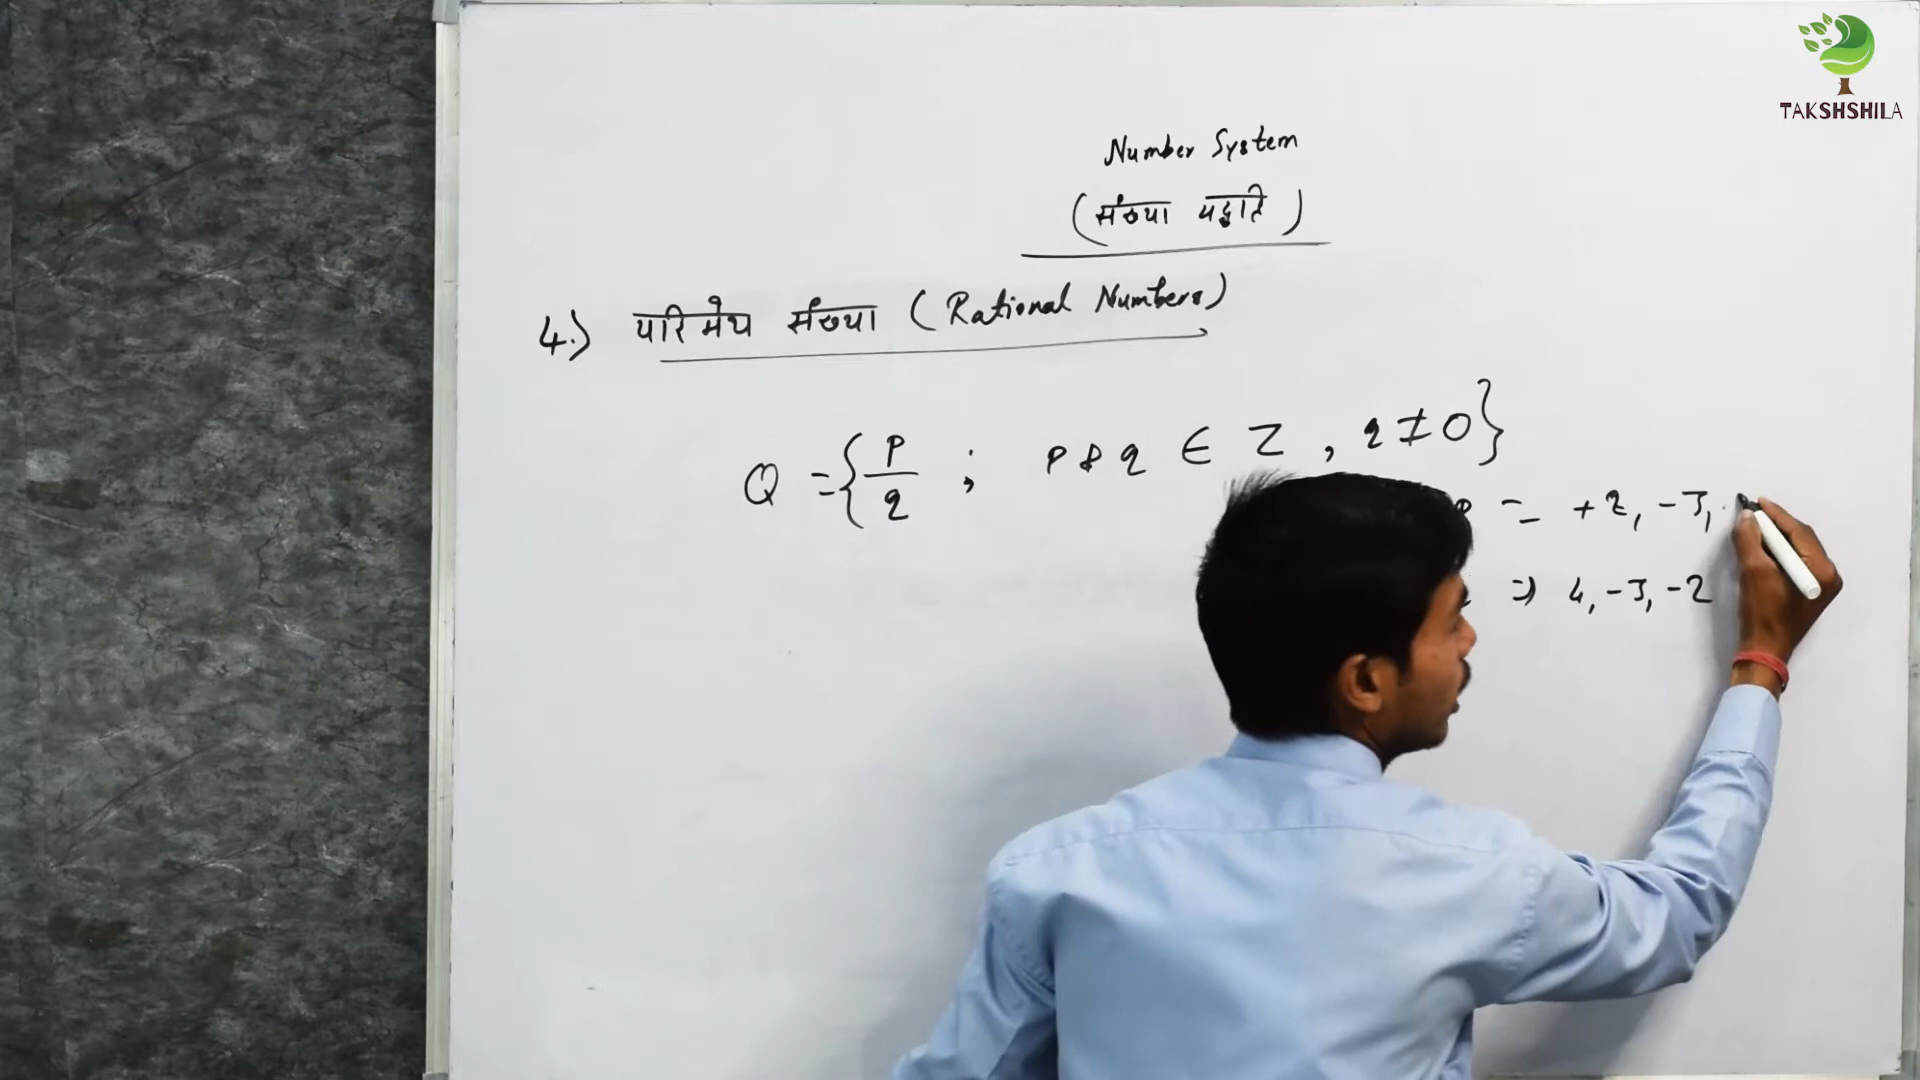 TAKSHSHILA
Number System
(संख्या पद्धति)
4.) परिमेय संख्या (Rational Numbers)
Q = { p/q ; p & q ∈ Z , q ≠ 0 }
p = +2, -3,
⇒ 4, -3, -2